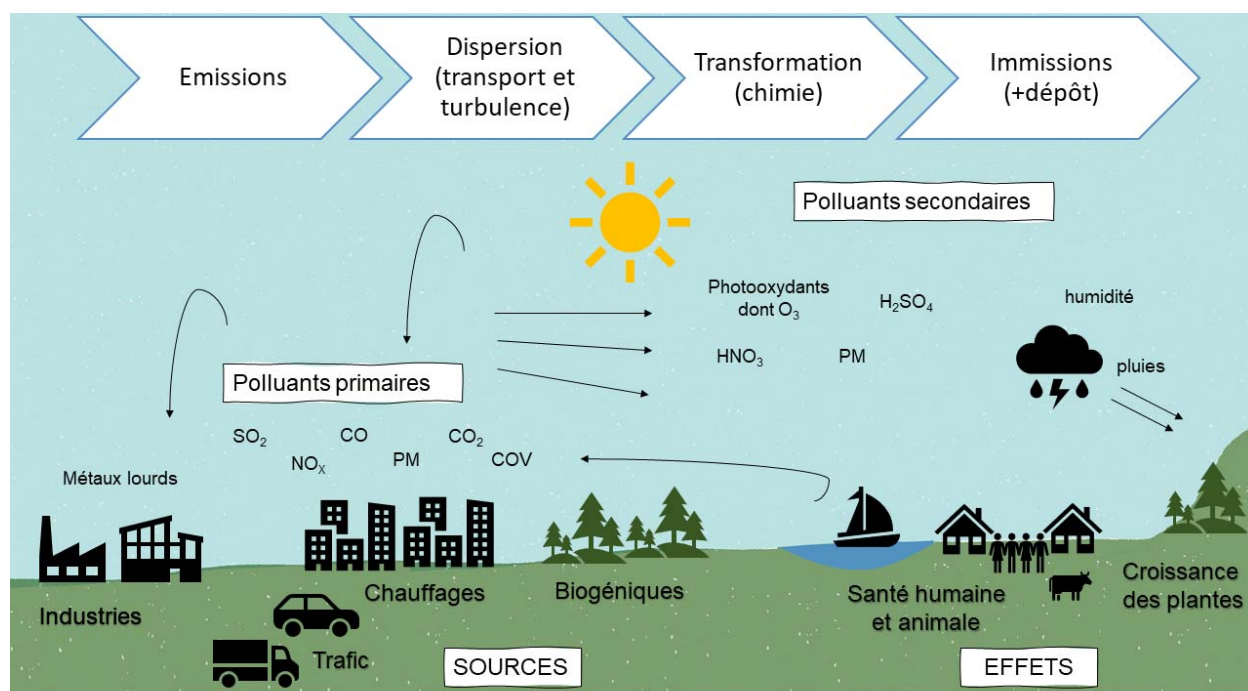 Emissions
Dispersion
(transport et
turbulence)
Transformation
(chimie)
Immissions
(+dépôt)
Polluants secondaires
Photooxydants
dont O₃
H₂SO₄
humidité
HNO₃
PM
pluies
Polluants primaires
SO₂
CO
CO₂
NOₓ
PM
COV
Métaux lourds
Industries
Chauffages
Biogéniques
Santé humaine
et animale
Croissance
des plantes
Trafic
SOURCES
EFFETS